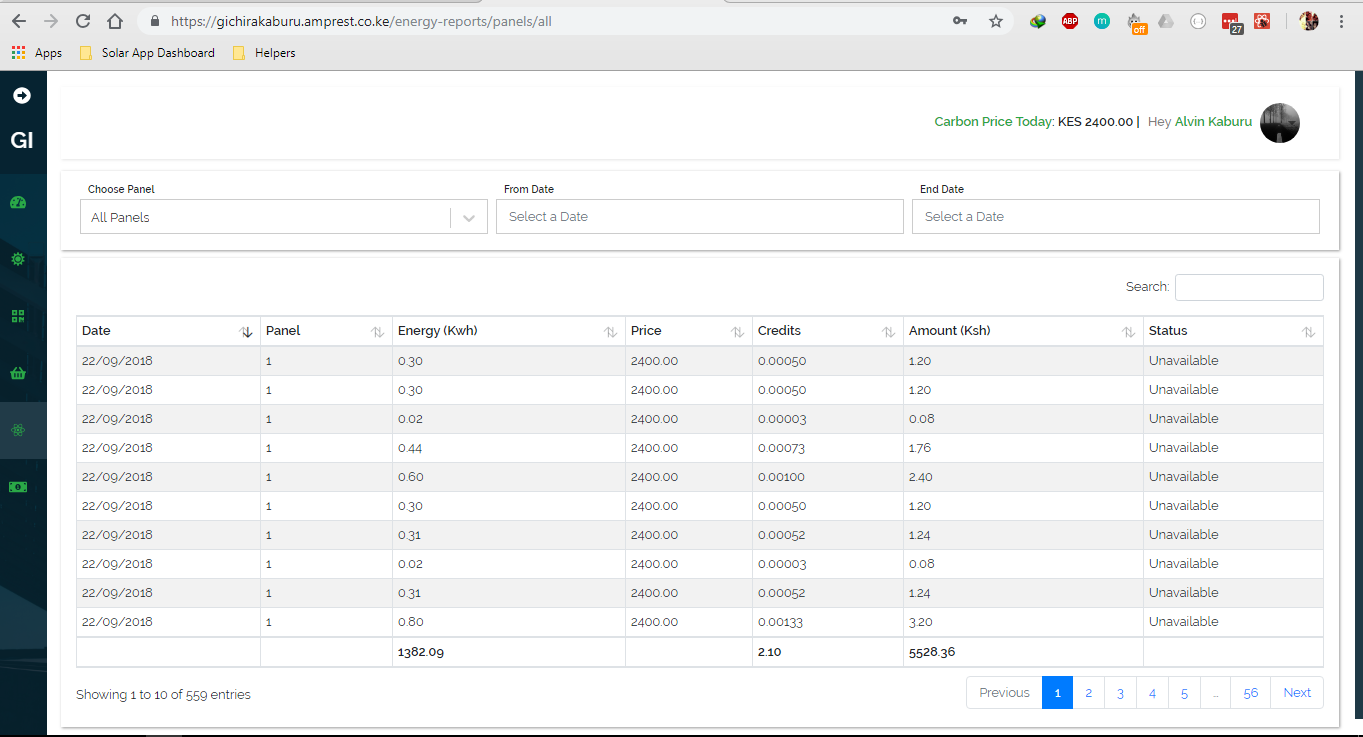 https://gichirakaburu.amprest.co.ke/energy-reports/panels/all
ABP
m
off
27
Apps Solar App Dashboard Helpers
GI
Carbon Price Today: KES 2400.00 | Hey Alvin Kaburu
Choose Panel From Date End Date
All Panels Select a Date Select a Date
Search:
Date Panel Energy (Kwh) Price Credits Amount (Ksh) Status
22/09/2018 1 0.30 2400.00 0.00050 1.20 Unavailable
22/09/2018 1 0.30 2400.00 0.00050 1.20 Unavailable
22/09/2018 1 0.02 2400.00 0.00003 0.08 Unavailable
22/09/2018 1 0.44 2400.00 0.00073 1.76 Unavailable
22/09/2018 1 0.60 2400.00 0.00100 2.40 Unavailable
22/09/2018 1 0.30 2400.00 0.00050 1.20 Unavailable
22/09/2018 1 0.31 2400.00 0.00052 1.24 Unavailable
22/09/2018 1 0.02 2400.00 0.00003 0.08 Unavailable
22/09/2018 1 0.31 2400.00 0.00052 1.24 Unavailable
22/09/2018 1 0.80 2400.00 0.00133 3.20 Unavailable
1382.09 2.10 5528.36
Showing 1 to 10 of 559 entries
Previous 1 2 3 4 5 ... 56 Next